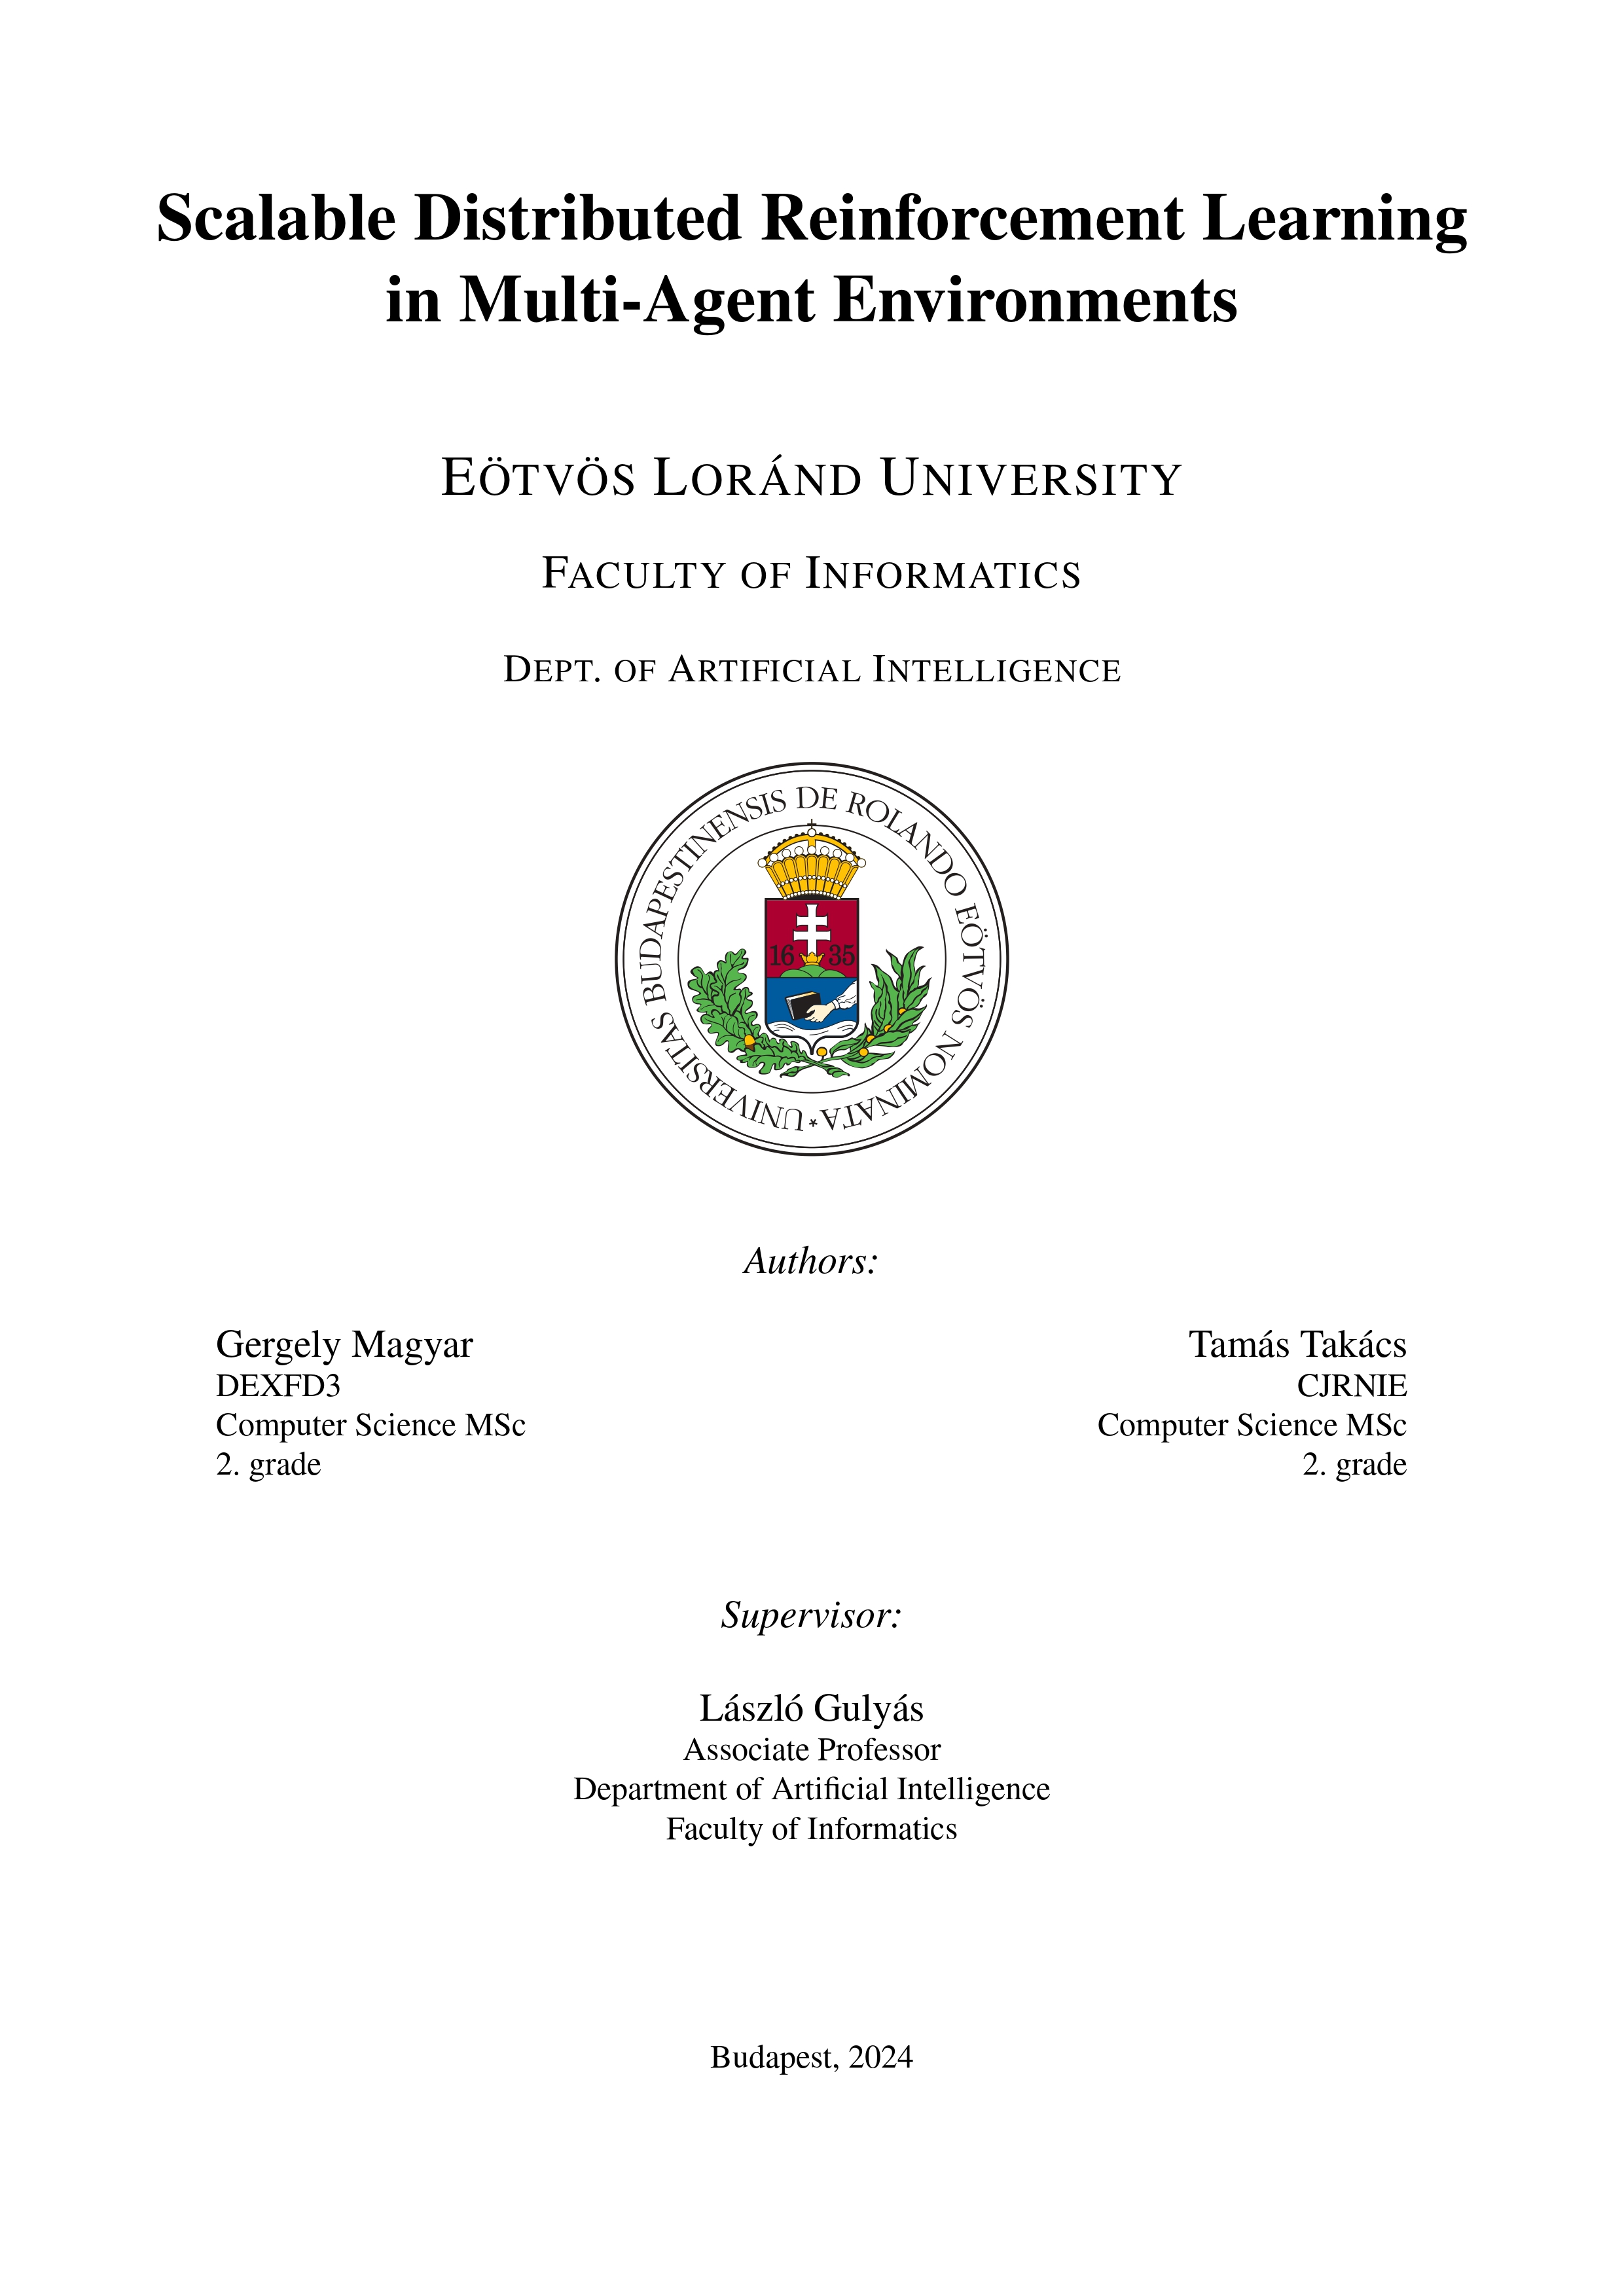 Scalable Distributed Reinforcement Learning
in Multi-Agent Environments
EÖTVÖS LORÁND UNIVERSITY
FACULTY OF INFORMATICS
DEPT. OF ARTIFICIAL INTELLIGENCE
UNIVERSITAS BUDAPESTINENSIS DE ROLANDO EÖTVÖS NOMINATA *
16 35
Authors:
Gergely Magyar
DEXFD3
Computer Science MSc
2. grade
Tamás Takács
CJRNIE
Computer Science MSc
2. grade
Supervisor:
László Gulyás
Associate Professor
Department of Artificial Intelligence
Faculty of Informatics
Budapest, 2024